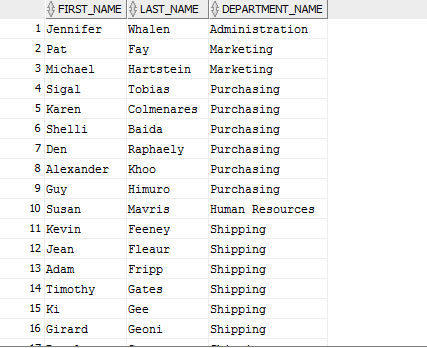 FIRST_NAME LAST_NAME DEPARTMENT_NAME
1 Jennifer Whalen Administration
2 Pat Fay Marketing
3 Michael Hartstein Marketing
4 Sigal Tobias Purchasing
5 Karen Colmenares Purchasing
6 Shelli Baida Purchasing
7 Den Raphaely Purchasing
8 Alexander Khoo Purchasing
9 Guy Himuro Purchasing
10 Susan Mavris Human Resources
11 Kevin Feeney Shipping
12 Jean Fleaur Shipping
13 Adam Fripp Shipping
14 Timothy Gates Shipping
15 Ki Gee Shipping
16 Girard Geoni Shipping